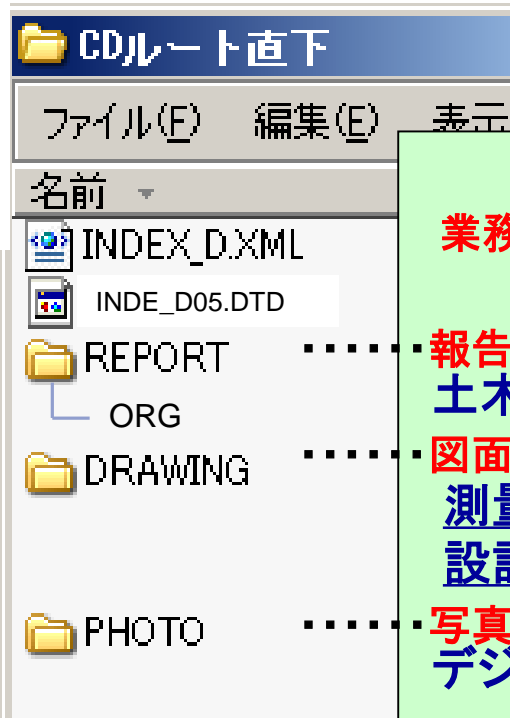 CDルート直下
ファイル(F) 編集(E) 表示
名前
業務
INDEX_D.XML
INDE_D05.DTD
REPORT ・・・・・・報告
土木
ORG
DRAWING ・・・・・・図面
測量
設計
PHOTO ・・・・・・写真
デジ